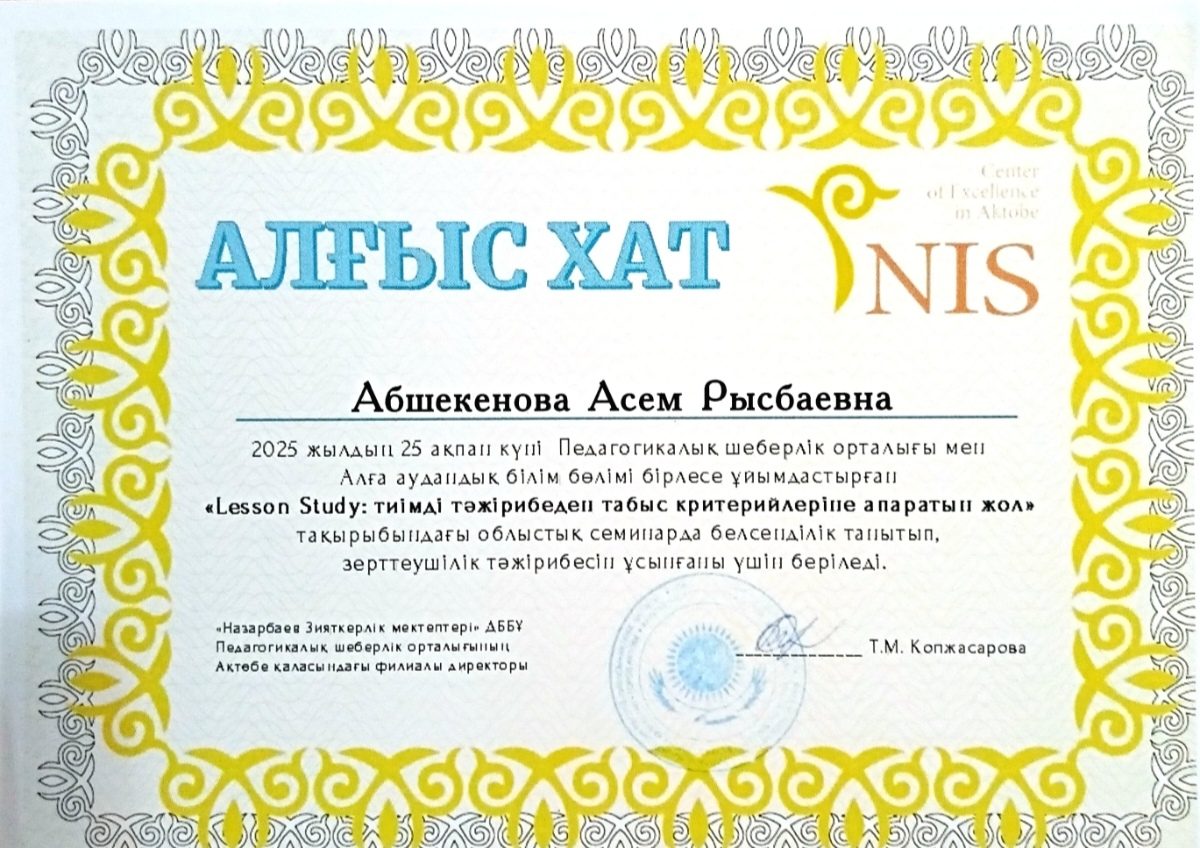 Center
of Excellence
in Aktobe
АЛҒЫС ХАТ
NIS
Абшекенова Асем Рысбаевна
2025 жылдың 25 ақпан күні Педагогикалық шеберлік орталығы мен
Алға аудандық білім бөлімі бірлесе ұйымдастырған
«Lesson Study: тиімді тәжірибеден табыс критерийлеріне апаратын жол»
тақырыбындағы облыстық семинарда белсенділік танытып,
зерттеушілік тәжірибесін ұсынғаны үшін беріледі.
«Назарбаев Зияткерлік мектептері» ДББҰ
Педагогикалық шеберлік орталығының
Ақтөбе қаласындағы филиалы директоры
Т.М. Копжасарова